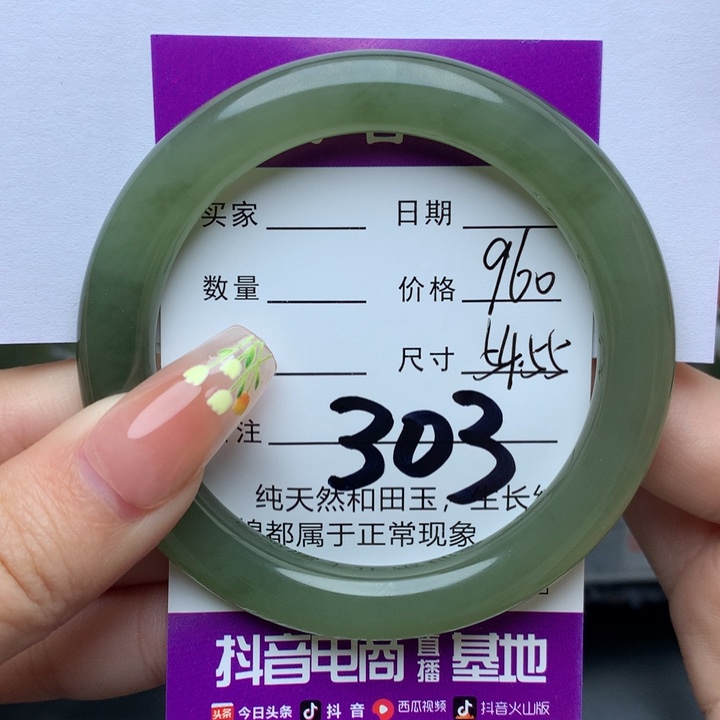 买家 日期
数量 价格 960
尺寸 54.55
注 303
纯天然和田玉，生长
棉都属于正常现象
抖音电商 直播 基地
头条 今日头条 抖音 西瓜视频 抖音火山版